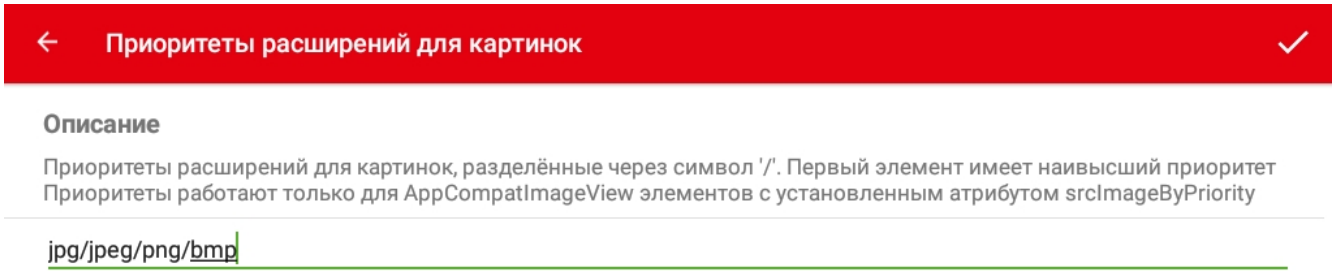 Приоритеты расширений для картинок
Описание
Приоритеты расширений для картинок, разделённые через символ '/'. Первый элемент имеет наивысший приоритет
Приоритеты работают только для AppCompatImageView элементов с установленным атрибутом srcImageByPriority
jpg/jpeg/png/bmp